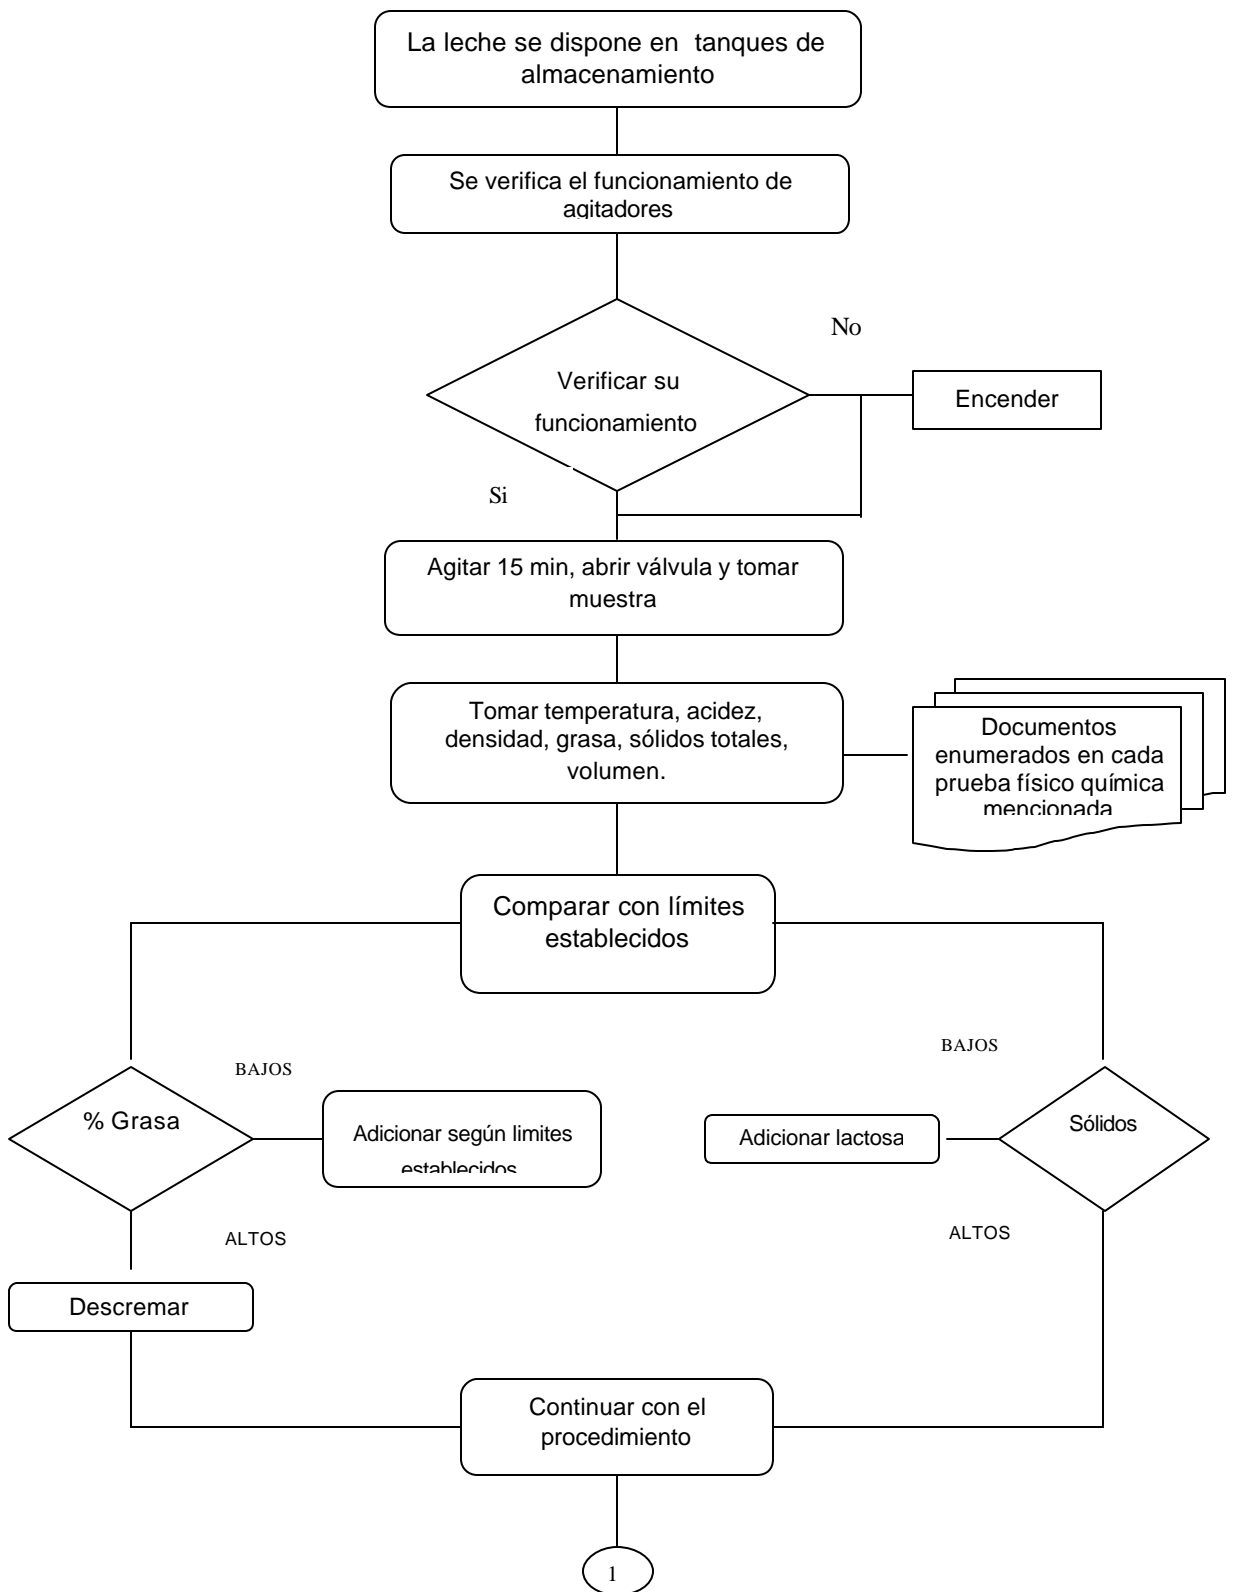 La leche se dispone en tanques de
almacenamiento
Se verifica el funcionamiento de
agitadores
No
Verificar su
funcionamiento
Encender
Si
Agitar 15 min, abrir válvula y tomar
muestra
Tomar temperatura, acidez,
densidad, grasa, sólidos totales,
volumen.
Documentos
enumerados en cada
prueba físico química
mencionada
Comparar con límites
establecidos
BAJOS
% Grasa
Adicionar según limites
establecidos
ALTOS
Descremar
BAJOS
Sólidos
Adicionar lactosa
ALTOS
Continuar con el
procedimiento
1